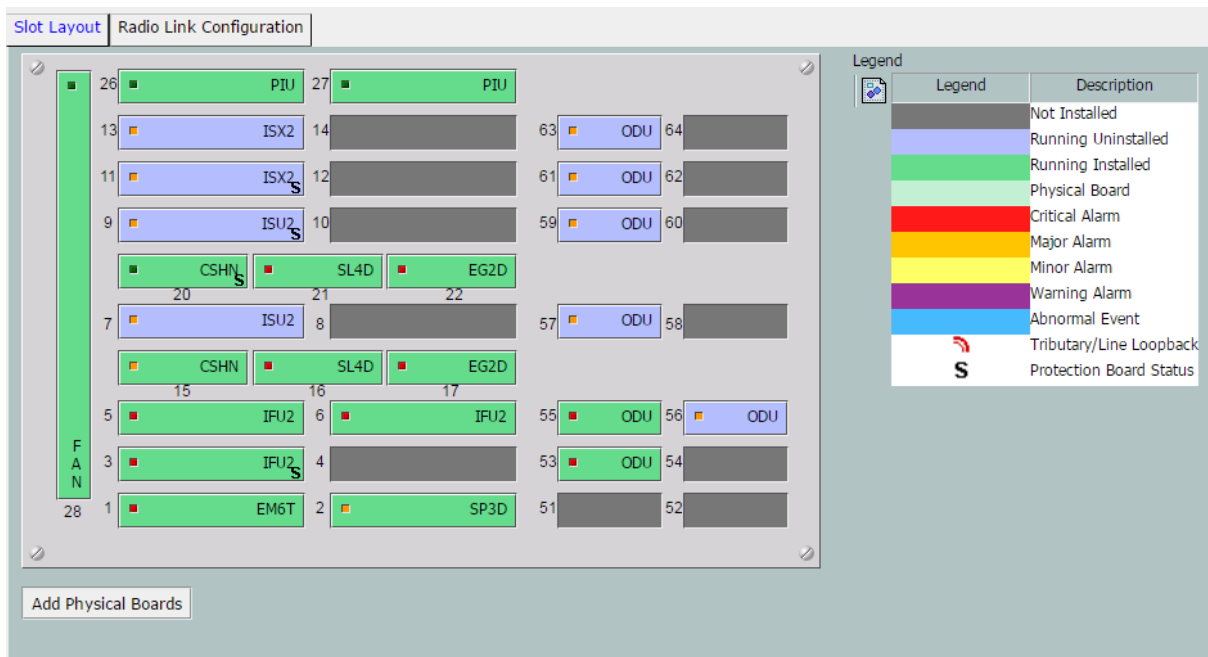 Slot Layout Radio Link Configuration
Legend
Legend Description
Not Installed
Running Uninstalled
Running Installed
Physical Board
Critical Alarm
Major Alarm
Minor Alarm
Warning Alarm
Abnormal Event
Tributary/Line Loopback
S Protection Board Status
26 PIU 27 PIU
13 ISX2 14 63 ODU 64
11 ISX2 S 12 61 ODU 62
9 ISU2 S 10 59 ODU 60
CSHN S SL4D EG2D
20 21 22
7 ISU2 8 57 ODU 58
CSHN SL4D EG2D
15 16 17
5 IFU2 6 IFU2 55 ODU 56 ODU
3 IFU2 S 4 53 ODU 54
1 EM6T 2 SP3D 51 52
F
A
N
28
Add Physical Boards